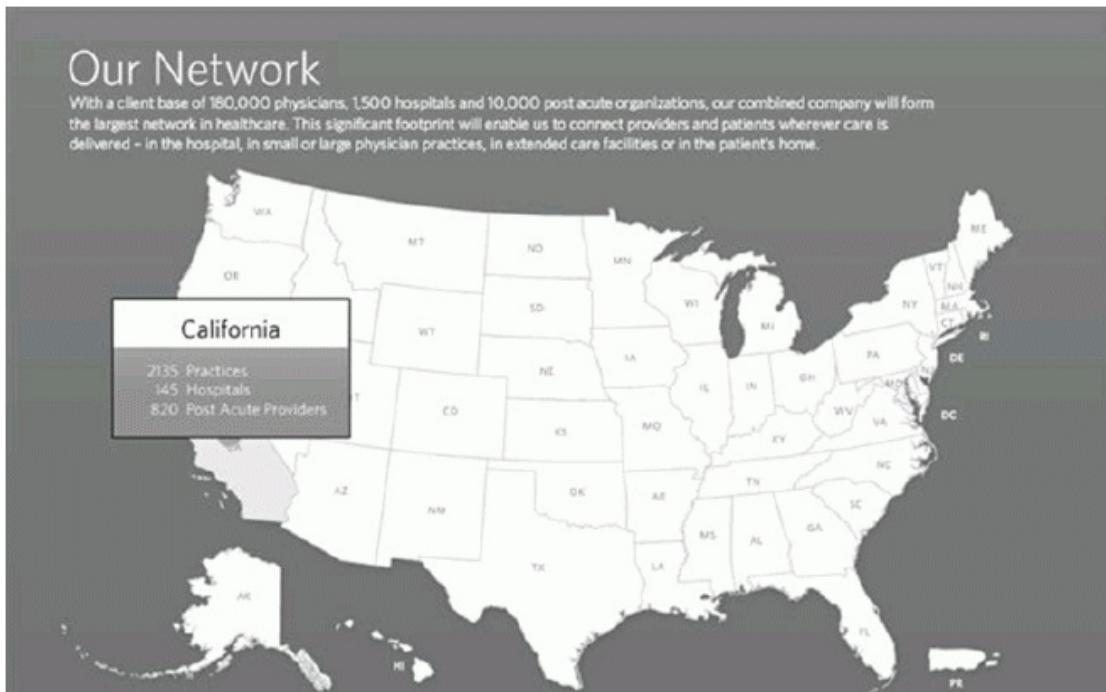 Our Network
With a client base of 180,000 physicians, 1,500 hospitals and 10,000 post acute organizations, our combined company will form
the largest network in healthcare. This significant footprint will enable us to connect providers and patients wherever care is
delivered – in the hospital, in small or large physician practices, in extended care facilities or in the patient's home.
WA
MT
ND
MN
ME
VT
NH
OR
SD
WI
NY
MA
CT
RI
California
WY
MI
2135 Practices
145 Hospitals
820 Post Acute Providers
IA
PA
DE
NE
IL
IN
OH
NJ
MD
CO
WV
DC
KS
MO
VA
KY
NC
AZ
NM
OK
AR
TN
SC
MS
AL
GA
TX
LA
AK
FL
HI
PR